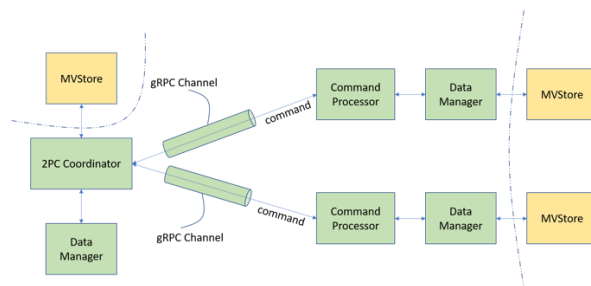 MVStore
gRPC Channel
2PC Coordinator
Data
Manager
command
Command
Processor
Data
Manager
MVStore
gRPC Channel
command
Command
Processor
Data
Manager
MVStore